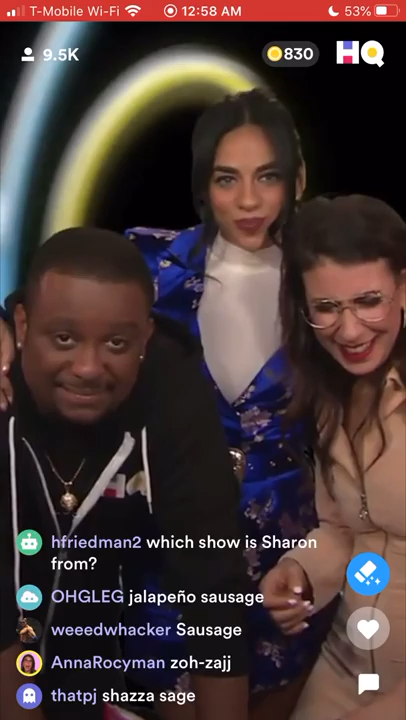 T-Mobile Wi-Fi 12:58 AM 53%
9.5K 830 HQ
hfriedman2 which show is Sharon
from?
OHGLEG jalapeño sausage
weeedwhacker Sausage
AnnaRocyman zoh-zajj
thatpj shazza sage